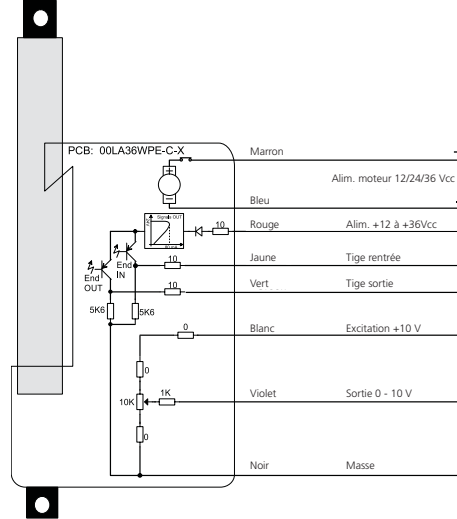 PCB: 00LA36WPE-C-X
Marron
Alim. moteur 12/24/36 Vcc
Bleu
Signals OUT
10
Rouge
Alim. +12 à +36Vcc
End
IN
10
Jaune
Tige rentrée
End
OUT
10
Vert
Tige sortie
5K6
5K6
0
Blanc
Excitation +10 V
0
10K
1K
Violet
Sortie 0 - 10 V
0
Noir
Masse